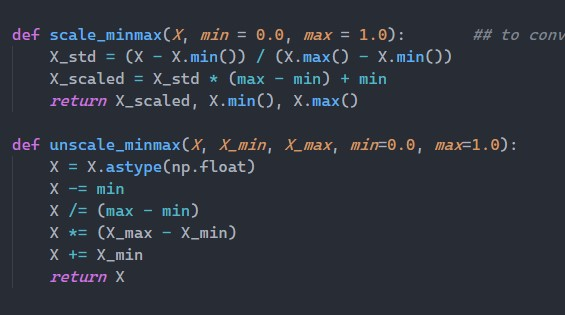 def scale_minmax(X, min = 0.0, max = 1.0):       ## to conv
    X_std = (X - X.min()) / (X.max() - X.min())
    X_scaled = X_std * (max - min) + min
    return X_scaled, X.min(), X.max()
def unscale_minmax(X, X_min, X_max, min=0.0, max=1.0):
    X = X.astype(np.float)
    X -= min
    X /= (max - min)
    X *= (X_max - X_min)
    X += X_min
    return X